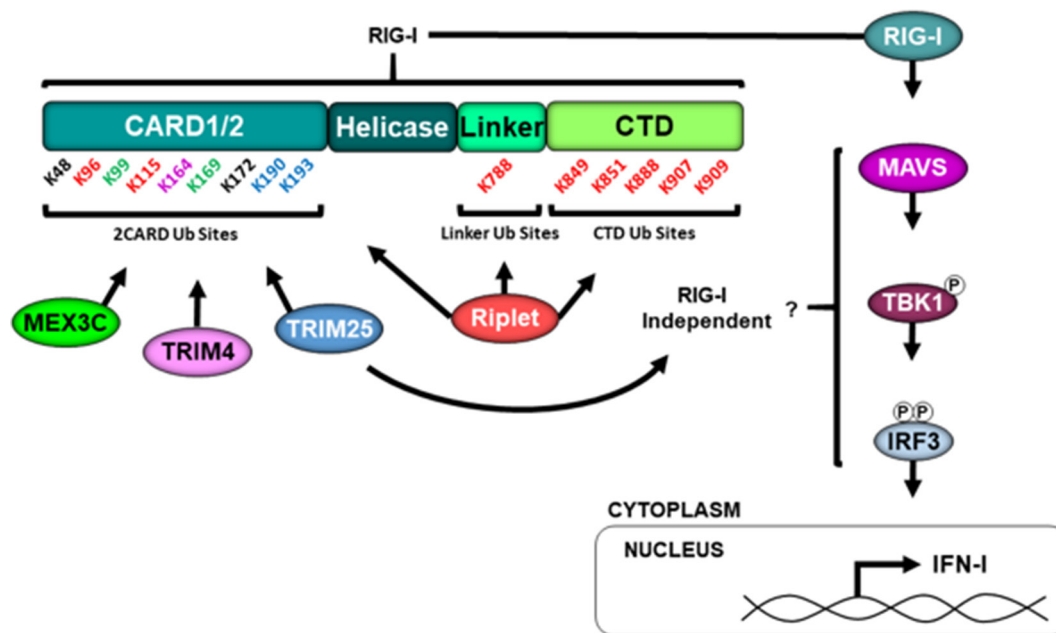 RIG-I
RIG-I
CARD1/2 Helicase Linker CTD
K48 K96 K99 K115 K164 K169 K172 K190 K193 K788 K849 K851 K888 K907 K909
2CARD Ub Sites Linker Ub Sites CTD Ub Sites
MAVS
MEX3C
TRIM4
TRIM25
Riplet
RIG-I
Independent ?
P
TBK1
P P
IRF3
CYTOPLASM
NUCLEUS
IFN-I